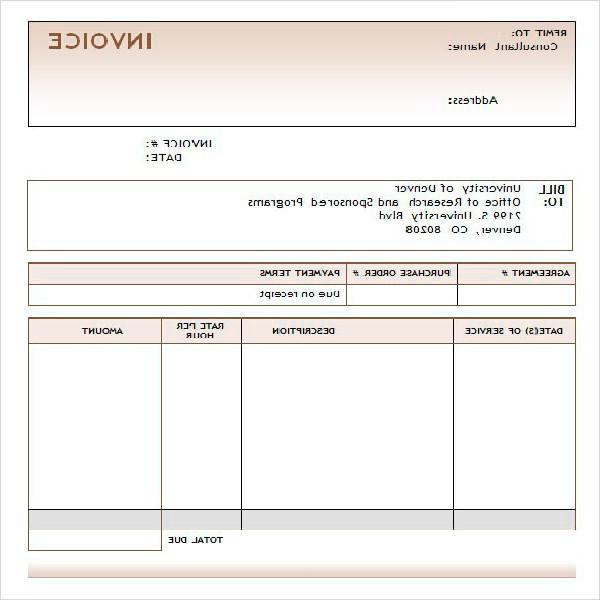 REMIT TO:
INVOICE
Consultant Name:
Address:
INVOICE #:
DATE:
BILL TO:
University of Denver
Office of Research and Sponsored Programs
2199 S. University Blvd
Denver, CO 80208
AGREEMENT # PURCHASE ORDER # PAYMENT TERMS
Due on receipt
DATE(S) OF SERVICE DESCRIPTION RATE PER HOUR AMOUNT
TOTAL DUE